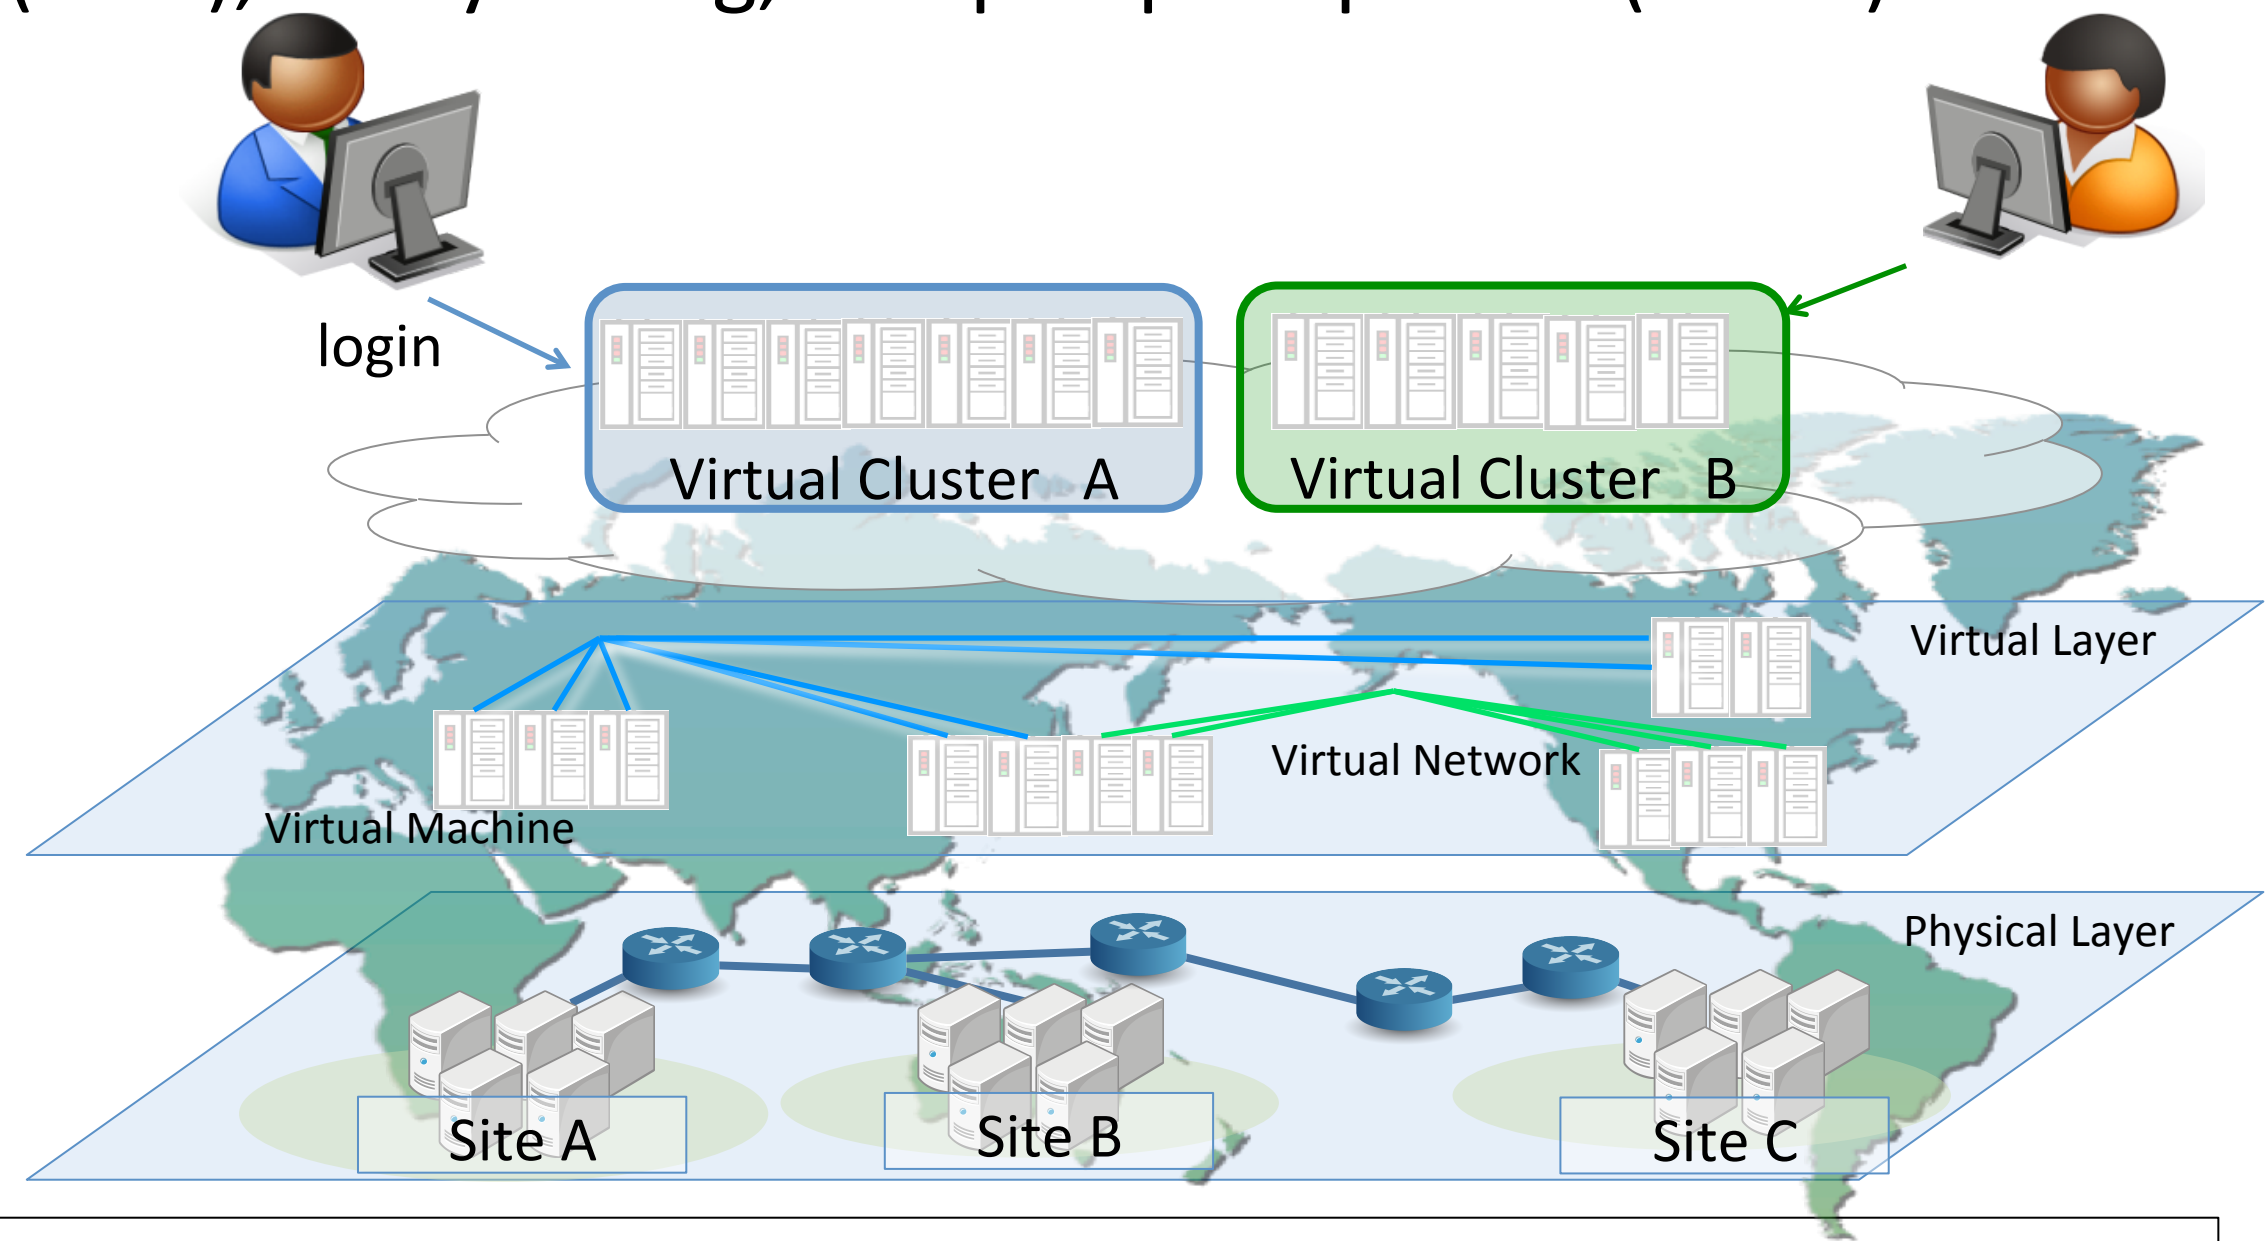 login
Virtual Cluster A
Virtual Cluster B
Virtual Layer
Virtual Network
Virtual Machine
Physical Layer
Site A
Site B
Site C